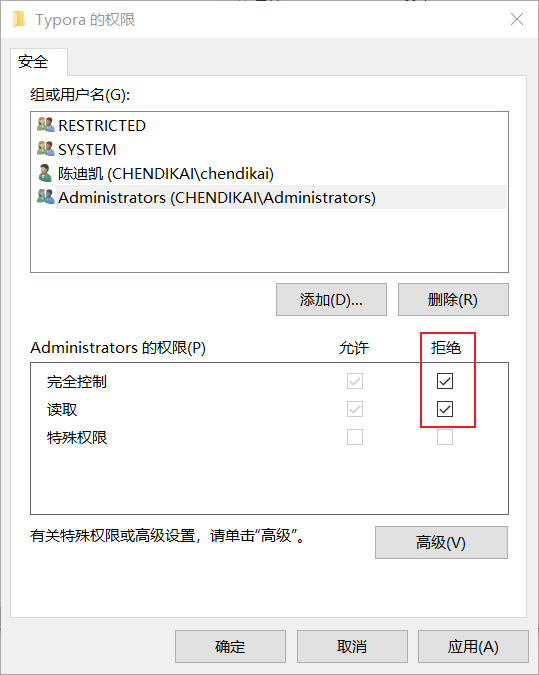 Typora 的权限
安全
组或用户名(G):
RESTRICTED
SYSTEM
陈迪凯 (CHENDIKAI\chendikai)
Administrators (CHENDIKAI\Administrators)
添加(D)... 删除(R)
Administrators 的权限(P) 允许 拒绝
完全控制
读取
特殊权限
有关特殊权限或高级设置，请单击“高级”。
高级(V)
确定 取消 应用(A)